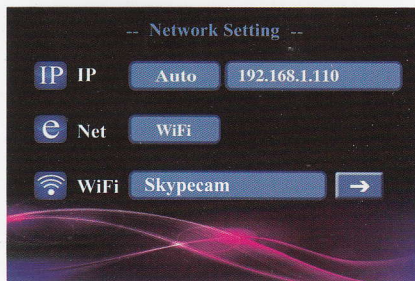 -- Network Setting --
IP IP Auto 192.168.1.110
e Net WiFi
WiFi Skypecam